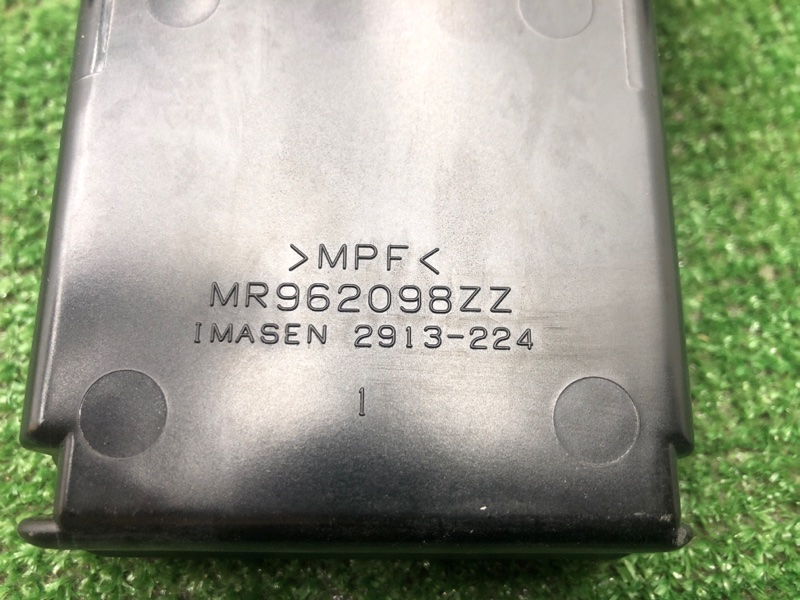 >MPF<
MR962098ZZ
IMASEN 2913-224
1